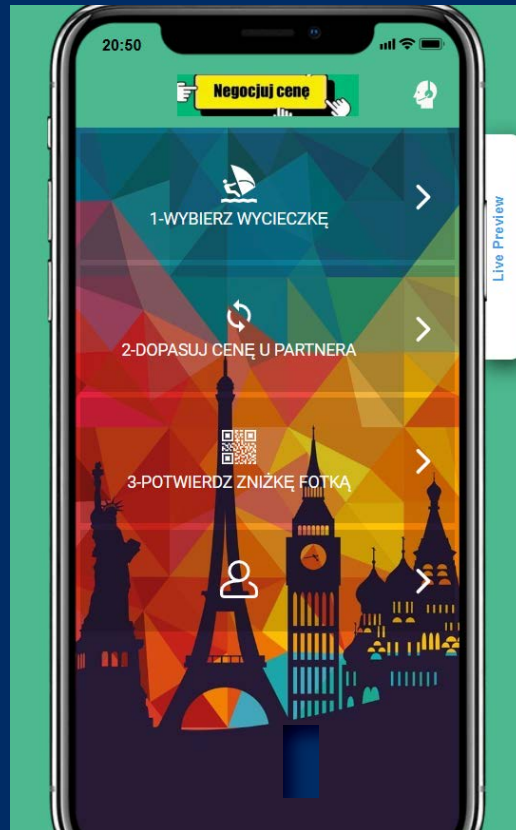 20:50
Negocjuj cenę
1-WYBIERZ WYCIECZKĘ
2-DOPASUJ CENĘ U PARTNERA
3-POTWIERDZ ZNIŻKĘ FOTKĄ
Live Preview